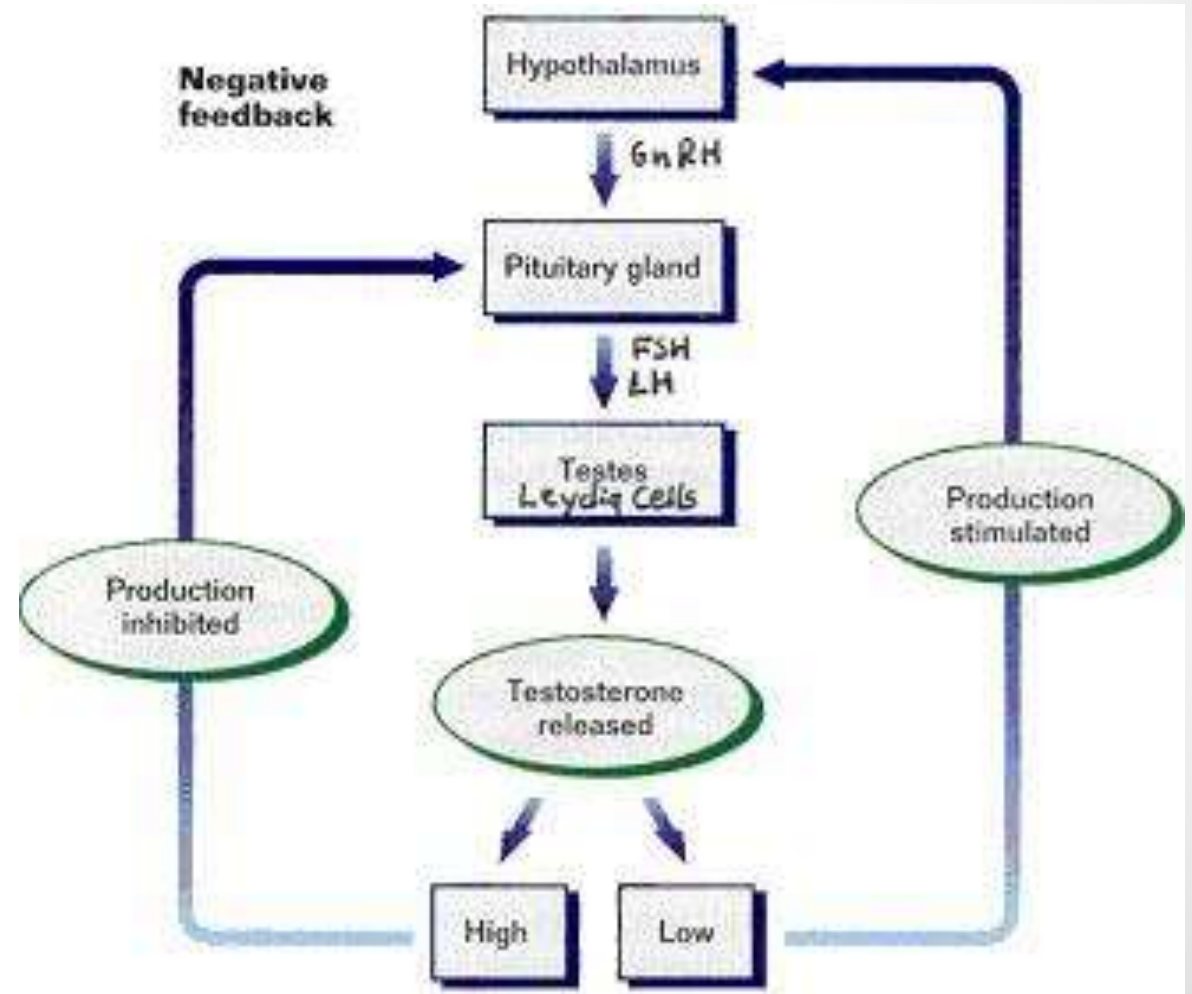 Negative
feedback
Hypothalamus
GnRH
Pituitary gland
FSH
LH
Testes
Leydig Cells
Production
stimulated
Production
inhibited
Testosterone
released
High
Low